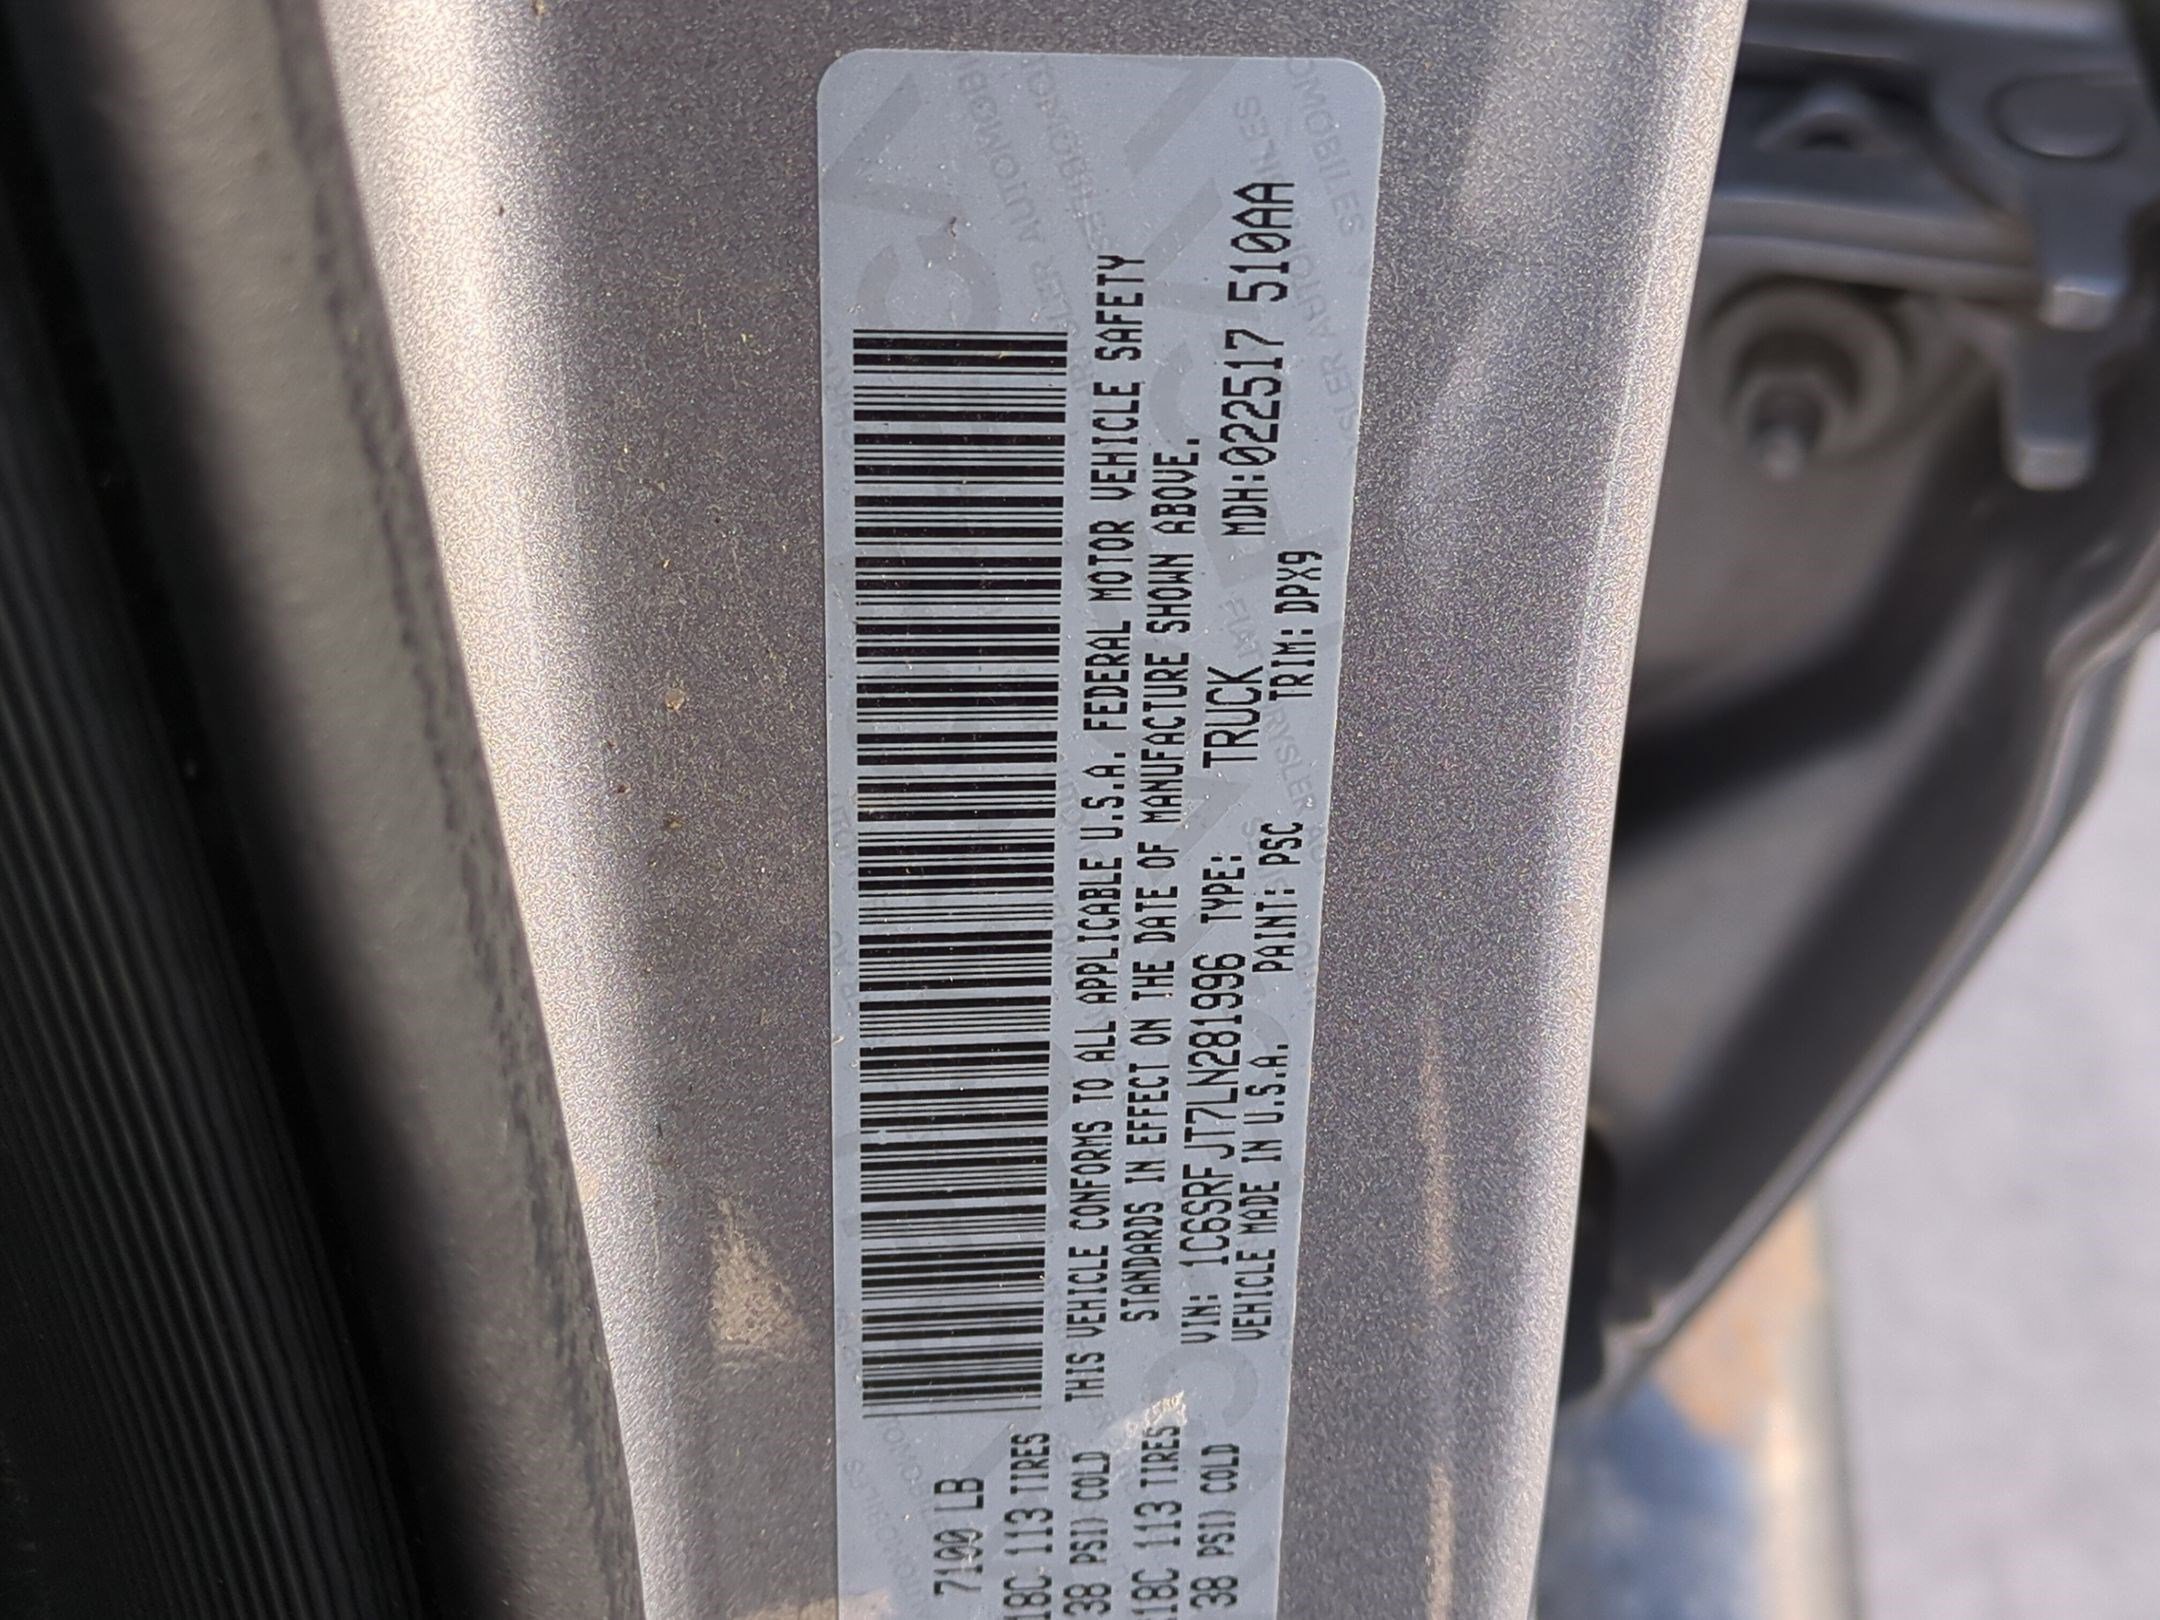 7100 LB
18C 113 TIRES
38 PSI) COLD
18C 113 TIRES
38 PSI) COLD
THIS VEHICLE CONFORMS TO ALL APPLICABLE U.S.A. FEDERAL MOTOR VEHICLE SAFETY
STANDARDS IN EFFECT ON THE DATE OF MANUFACTURE SHOWN ABOVE.
VIN: 1C6SRFJT7LN281996 TYPE: TRUCK MDH:022517 510AA
VEHICLE MADE IN U.S.A. PAINT: PSC TRIM: DPX9